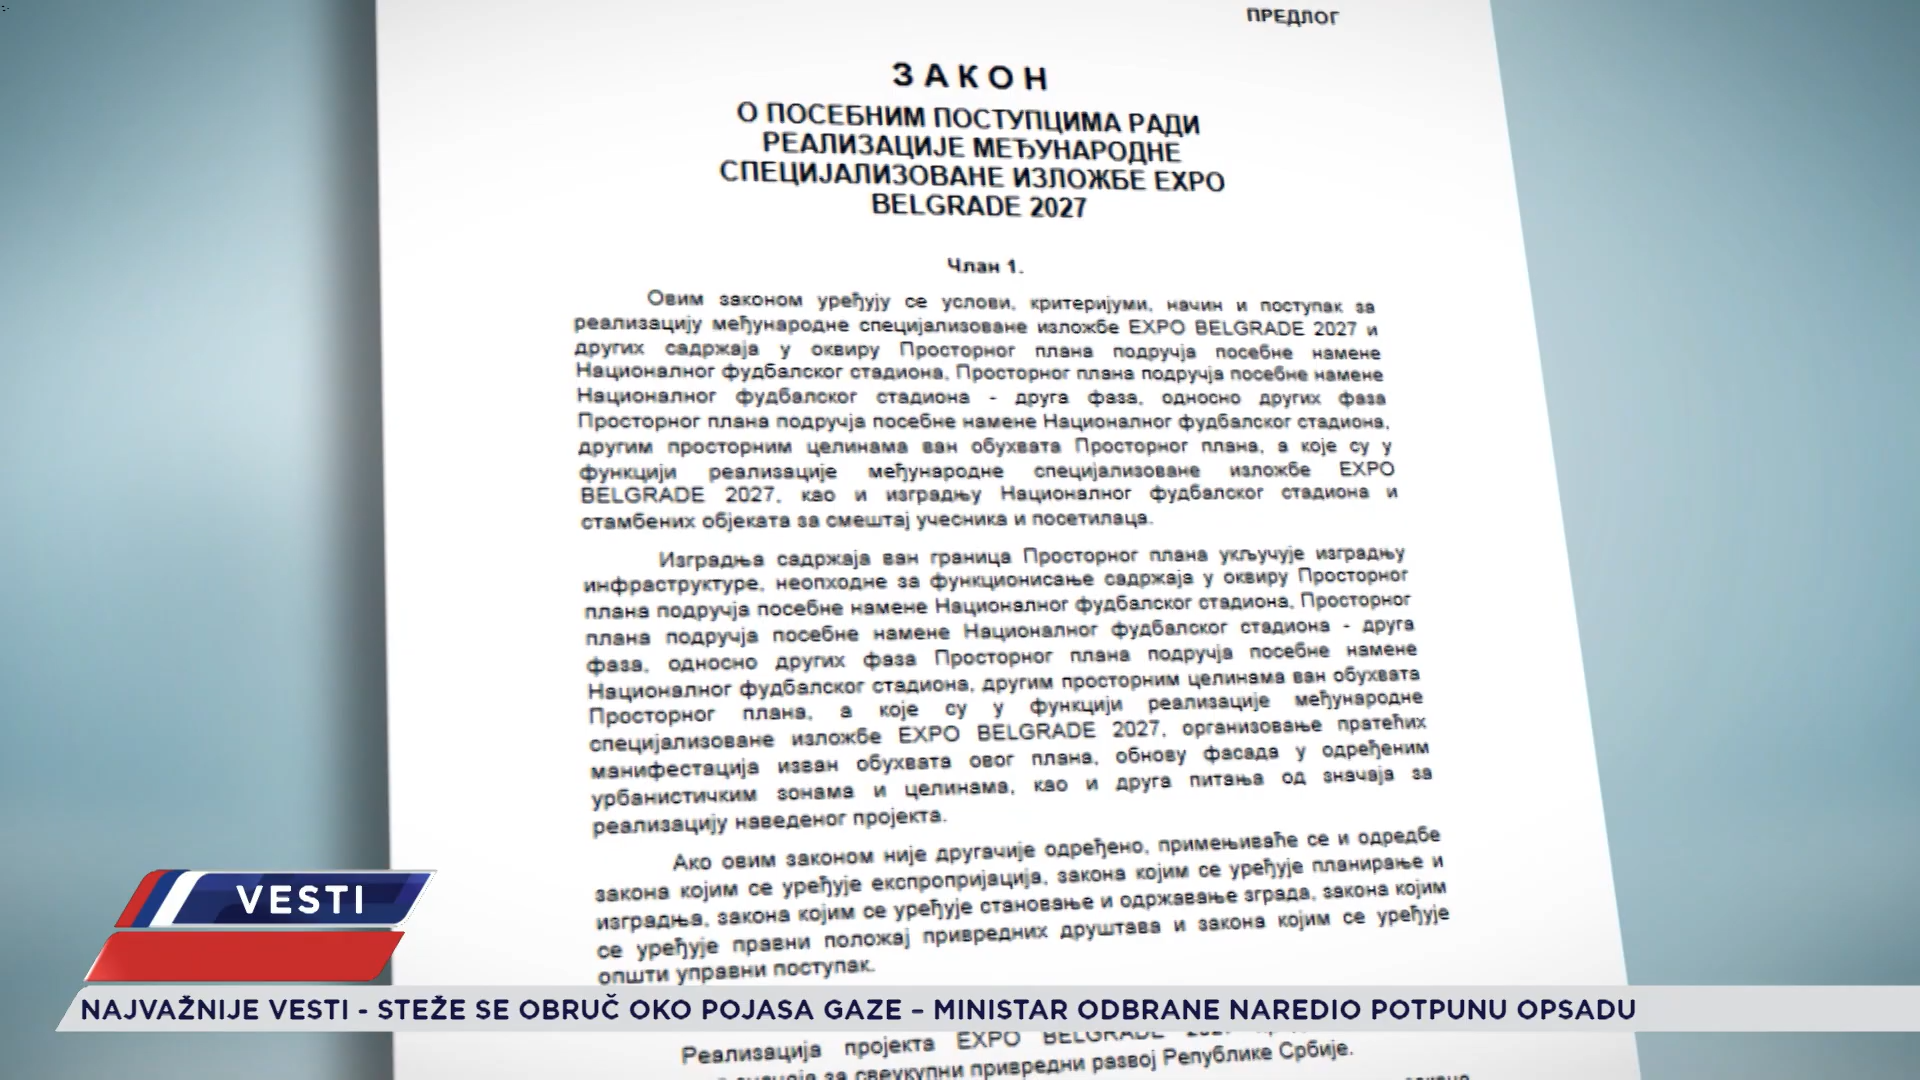 ПРЕДЛОГ
ЗАКОН
О ПОСЕБНИМ ПОСТУПЦИМА РАДИ
РЕАЛИЗАЦИЈЕ МЕЂУНАРОДНЕ
СПЕЦИЈАЛИЗОВАНЕ ИЗЛОЖБЕ EXPO
BELGRADE 2027
Члан 1.
Овим законом уређују се услови, критеријуми, начин и поступак за
реализацију међународне специјализоване изложбе EXPO BELGRADE 2027 и
других садржаја у оквиру Просторног плана подручја посебне намене
Националног фудбалског стадиона, Просторног плана подручја посебне намене
Националног фудбалског стадиона - друга фаза, односно других фаза
Просторног плана подручја посебне намене Националног фудбалског стадиона,
другим просторним целинама ван обухвата Просторног плана, а које су у
функцији реализације међународне специјализоване изложбе EXPO
BELGRADE 2027, као и изградњу Националног фудбалског стадиона и
стамбених објеката за смештај учесника и посетилаца.
Изградња садржаја ван граница Просторног плана укључује изградњу
инфраструктуре, неопходне за функционисање садржаја у оквиру Просторног
плана подручја посебне намене Националног фудбалског стадиона, Просторног
плана подручја посебне намене Националног фудбалског стадиона - друга
фаза, односно других фаза Просторног плана подручја посебне намене
Националног фудбалског стадиона, другим просторним целинама ван обухвата
Просторног плана, а које су у функцији реализације међународне
специјализоване изложбе EXPO BELGRADE 2027, организовање пратећих
манифестација изван обухвата овог плана, обнову фасада у одређеним
урбанистичким зонама и целинама, као и друга питања од значаја за
реализацију наведеног пројекта.
Ако овим законом није другачије одређено, примењиваће се и одредбе
закона којим се уређује експропријација, закона којим се уређује планирање и
изградња, закона којим се уређује становање и одржавање зграда, закона којим
се уређује правни положај привредних друштава и закона којим се уређује
општи управни поступак.
VESTI
NAJVAŽNIJE VESTI - STEŽE SE OBRUČ OKO POJASA GAZE – MINISTAR ODBRANE NAREDIO POTPUNU OPSADU
Реализација пројекта EXPO BELGRADE
за свеукупни привредни развој Републике Србије.